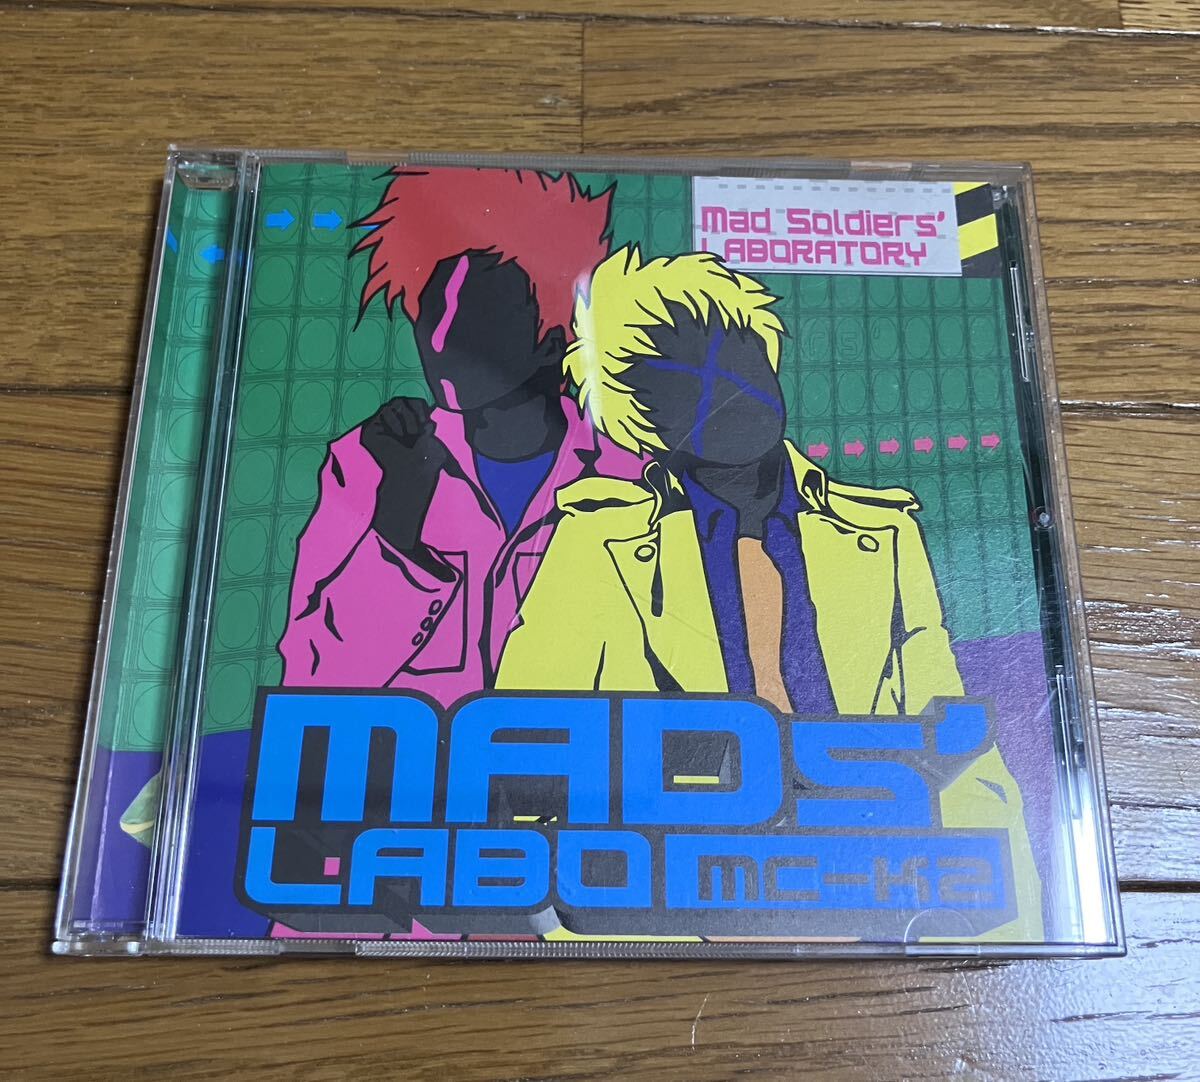 Mad Soldiers'
LABORATORY
MADS'
LABO MC-K2